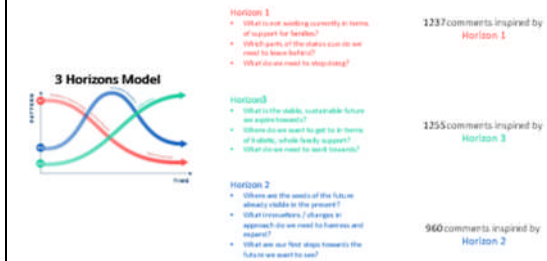 3 Horizons Model
PATTERN
TIME
Horizon 1
• What is not working currently in terms
of support for families?
• Which parts of the status quo do we
need to leave behind?
• What do we need to stop doing?
1237 comments inspired by
Horizon 1
Horizon3
• What is the viable, sustainable future
we aspire towards?
• Where do we want to get to in terms
of holistic, whole family support?
• What do we need to work towards?
1255 comments inspired by
Horizon 3
Horizon 2
• Where are the seeds of the future
already visible in the present?
• What innovations / changes in
approach do we need to harness and
expand?
• What are our first steps towards the
future we want to see?
960 comments inspired by
Horizon 2